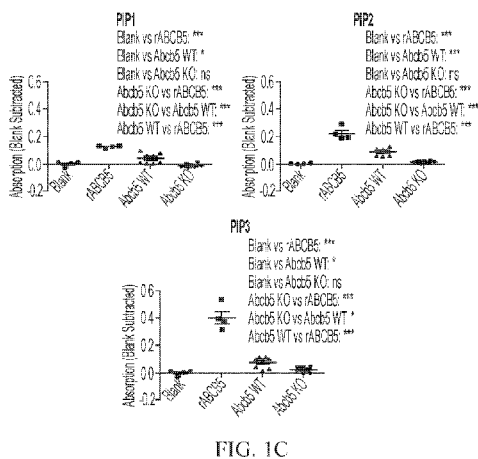 PIP1
Blank vs rABCB5: ***
Blank vs Abcb5 WT: *
Blank vs Abcb5 KO: ns
Abcb5 KO vs rABCB5: ***
Abcb5 KO vs Abcb5 WT: ***
Abcb5 WT vs rABCB5: ***
Absorption (Blank Subtracted)
0.6
0.4
0.2
0.0
-0.2
Blank
rABCB5
Abcb5 WT
Abcb5 KO
PIP2
Blank vs rABCB5: ***
Blank vs Abcb5 WT: ***
Blank vs Abcb5 KO: ns
Abcb5 KO vs rABCB5: ***
Abcb5 KO vs Abcb5 WT: ***
Abcb5 WT vs rABCB5: ***
Absorption (Blank Subtracted)
0.6
0.4
0.2
0.0
-0.2
Blank
rABCB5
Abcb5 WT
Abcb5 KO
PIP3
Blank vs rABCB5: ***
Blank vs Abcb5 WT: *
Blank vs Abcb5 KO: ns
Abcb5 KO vs rABCB5: ***
Abcb5 KO vs Abcb5 WT: *
Abcb5 WT vs rABCB5: ***
Absorption (Blank Subtracted)
0.6
0.4
0.2
0.0
-0.2
Blank
rABCB5
Abcb5 WT
Abcb5 KO
FIG. 1C